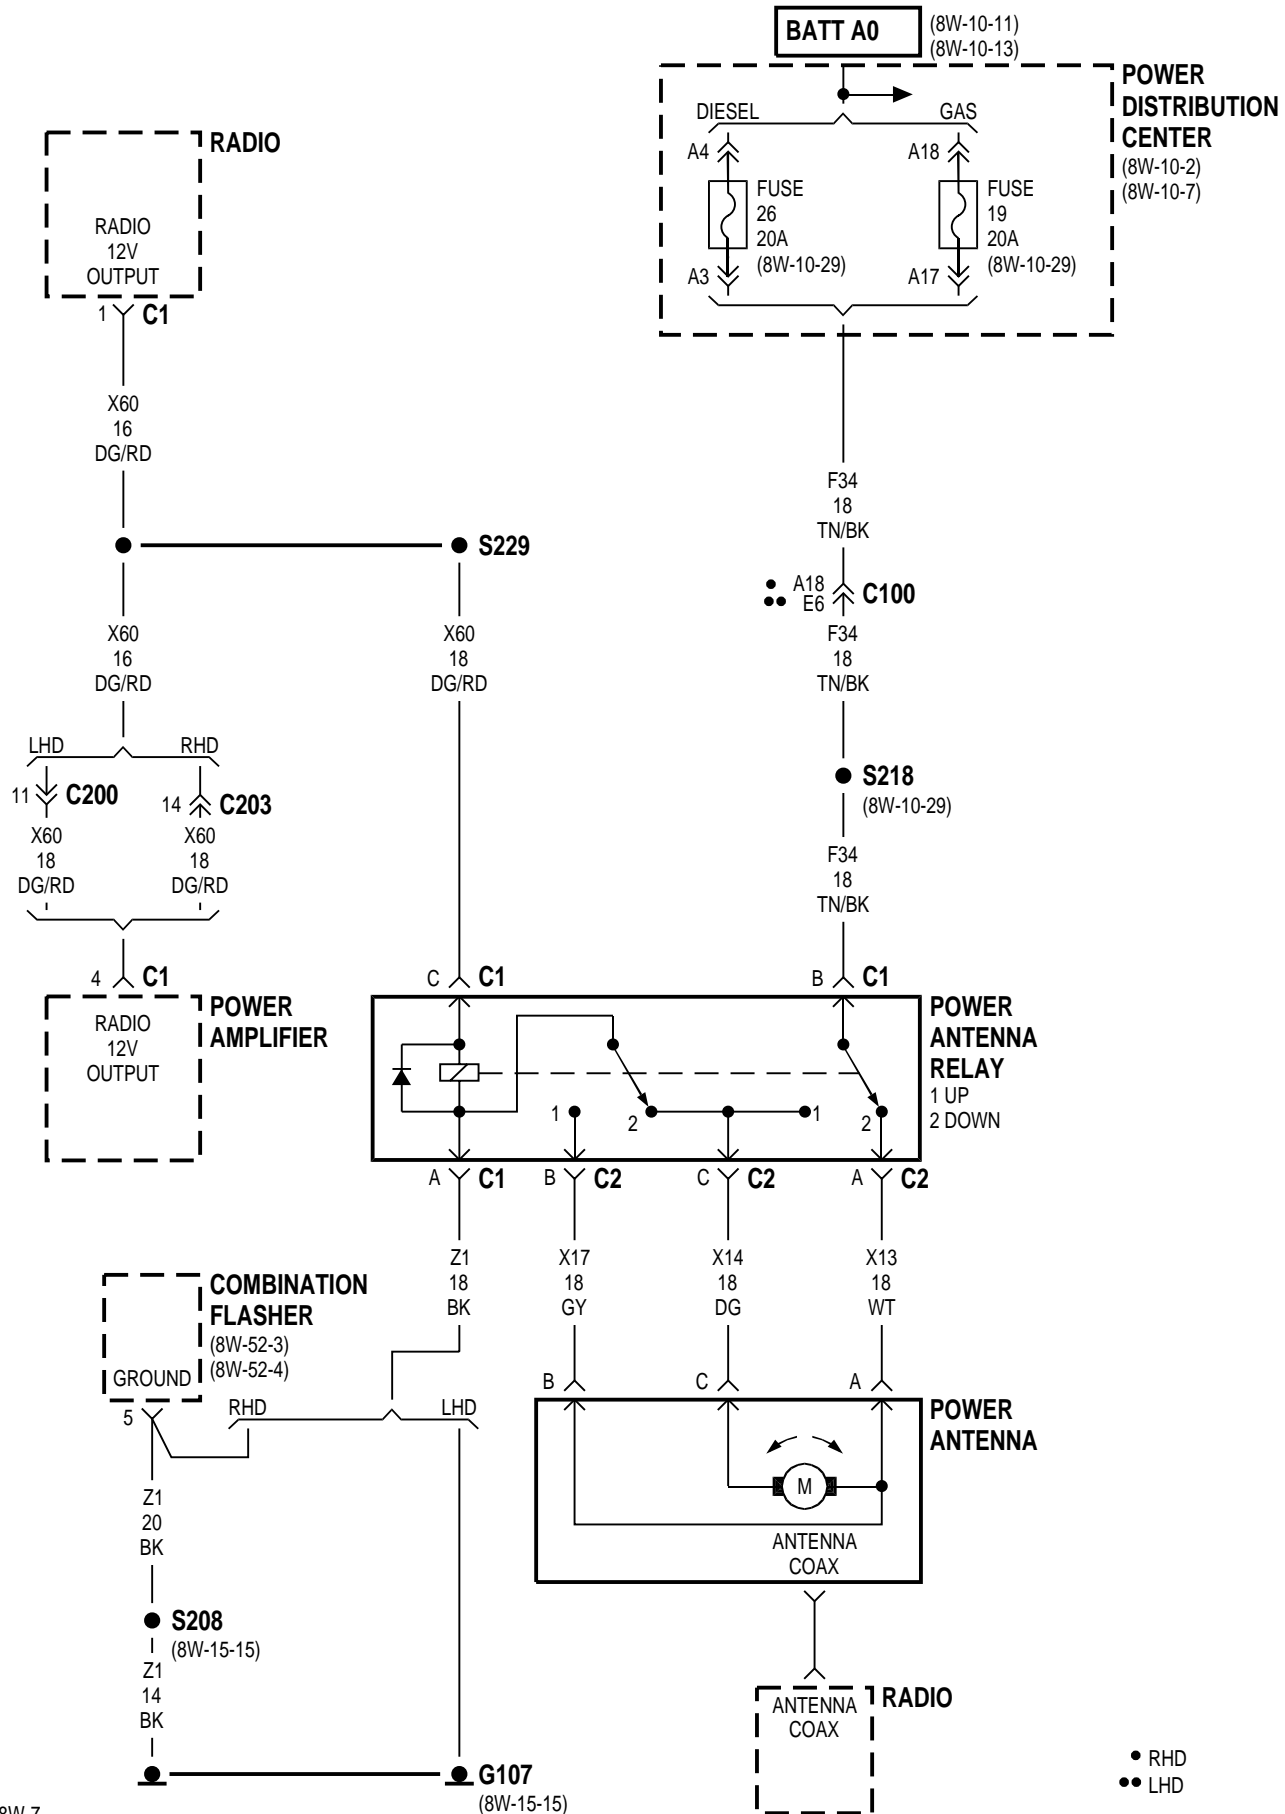 BATT A0
(8W-10-11)
(8W-10-13)
POWER
DISTRIBUTION
CENTER
(8W-10-2)
(8W-10-7)
DIESEL
GAS
A4
A18
FUSE
26
20A
(8W-10-29)
FUSE
19
20A
(8W-10-29)
A3
A17
RADIO
RADIO
12V
OUTPUT
1 C1
X60
16
DG/RD
F34
18
TN/BK
S229
A18
E6
C100
X60
16
DG/RD
X60
18
DG/RD
F34
18
TN/BK
LHD
RHD
11 C200
14 C203
S218
(8W-10-29)
X60
18
DG/RD
X60
18
DG/RD
F34
18
TN/BK
4 C1
C C1
B C1
POWER
AMPLIFIER
RADIO
12V
OUTPUT
POWER
ANTENNA
RELAY
1 UP
2 DOWN
1
2
1
2
A C1
B C2
C C2
A C2
Z1
18
BK
X17
18
GY
X14
18
DG
X13
18
WT
COMBINATION
FLASHER
(8W-52-3)
(8W-52-4)
GROUND
5
RHD
LHD
B
C
A
POWER
ANTENNA
M
ANTENNA
COAX
Z1
20
BK
S208
(8W-15-15)
Z1
14
BK
G107
(8W-15-15)
RADIO
ANTENNA
COAX
• RHD
•• LHD